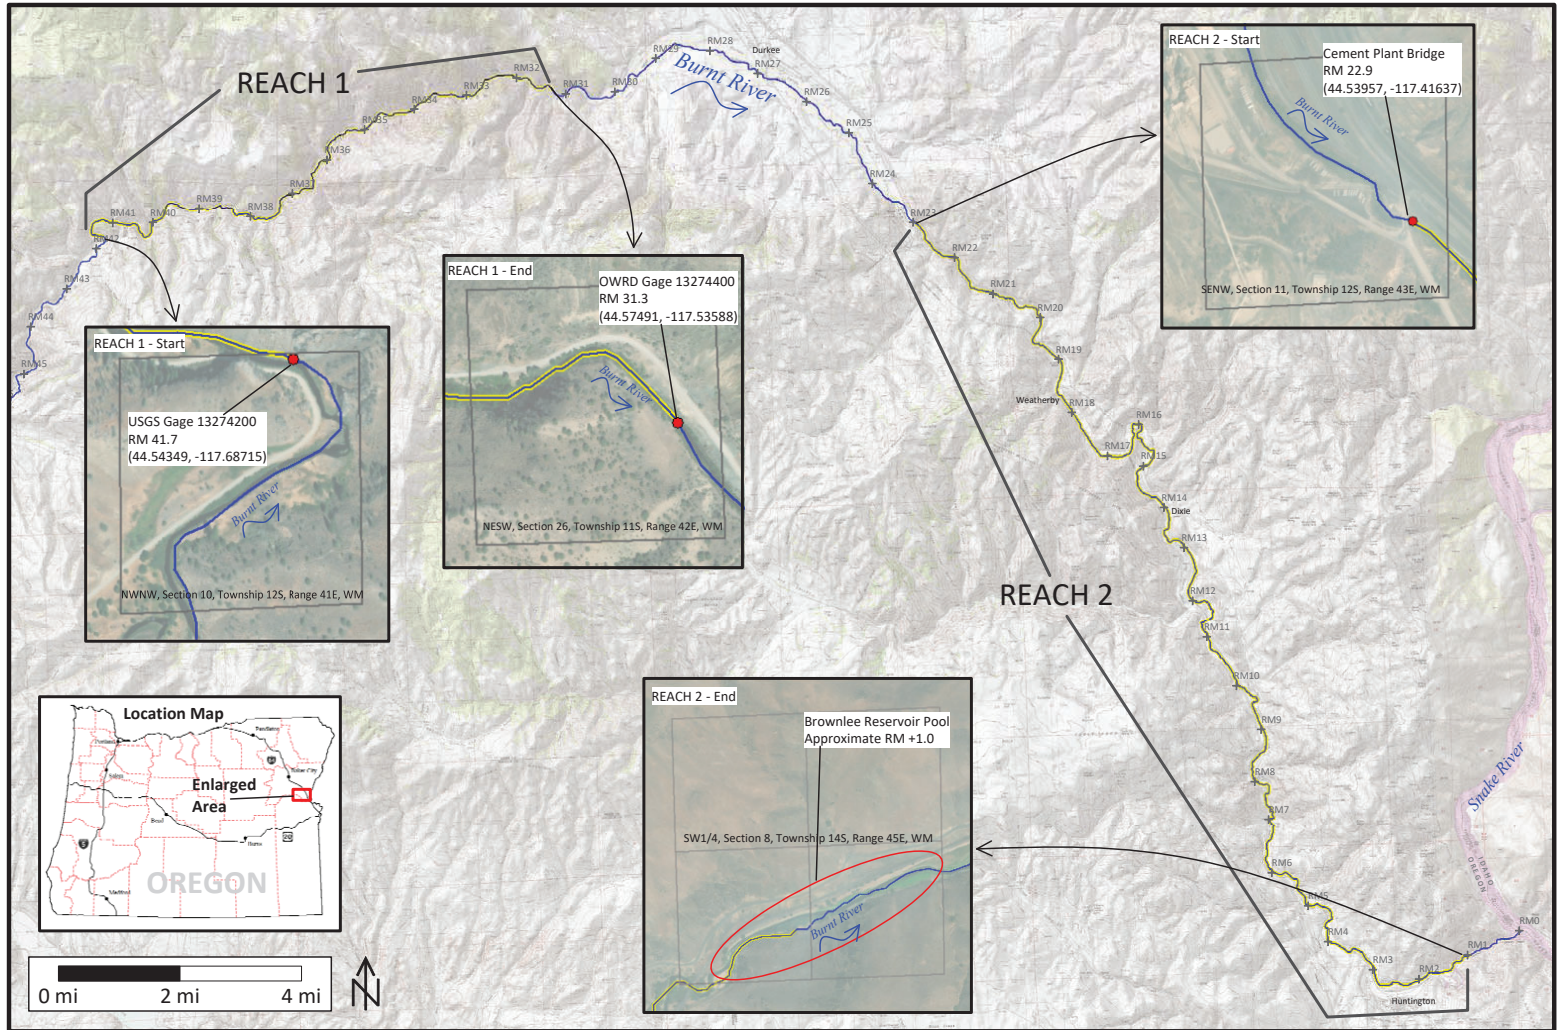 REACH 1
RM28
RM29
Durkee
RM27
RM32
RM31
RM30
Burnt River
RM26
RM33
RM34
RM35
RM25
RM36
RM24
RM37
RM38
RM39
RM40
RM41
RM42
RM43
RM44
RM45
RM23
RM22
RM21
RM20
RM19
Weatherby
RM18
RM17
RM16
RM15
RM14
Dixie
RM13
RM12
RM11
RM10
RM9
RM8
RM7
RM6
RM5
RM4
RM3
RM2
RM1
RM0
Huntington
REACH 2
Snake River
IDAHO
OREGON
REACH 2 - Start
Cement Plant Bridge
RM 22.9
(44.53957, -117.41637)
Burnt River
SENW, Section 11, Township 12S, Range 43E, WM
REACH 1 - End
OWRD Gage 13274400
RM 31.3
(44.57491, -117.53588)
Burnt River
NESW, Section 26, Township 11S, Range 42E, WM
REACH 1 - Start
USGS Gage 13274200
RM 41.7
(44.54349, -117.68715)
Burnt River
NWNW, Section 10, Township 12S, Range 41E, WM
REACH 2 - End
Brownlee Reservoir Pool
Approximate RM +1.0
SW1/4, Section 8, Township 14S, Range 45E, WM
Burnt River
Location Map
Enlarged
Area
OREGON
0 mi
2 mi
4 mi
N